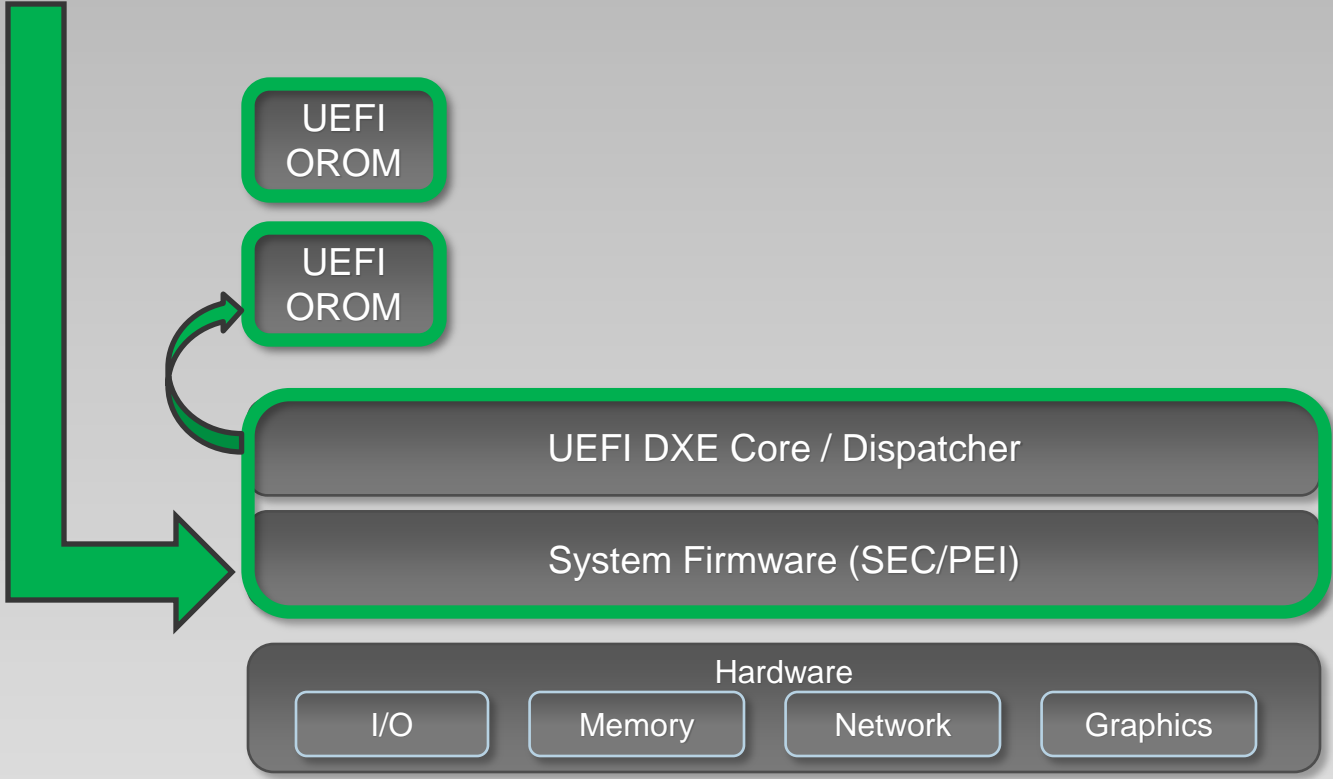 UEFI
OROM
UEFI
OROM
UEFI DXE Core / Dispatcher
System Firmware (SEC/PEI)
Hardware
I/O
Memory
Network
Graphics